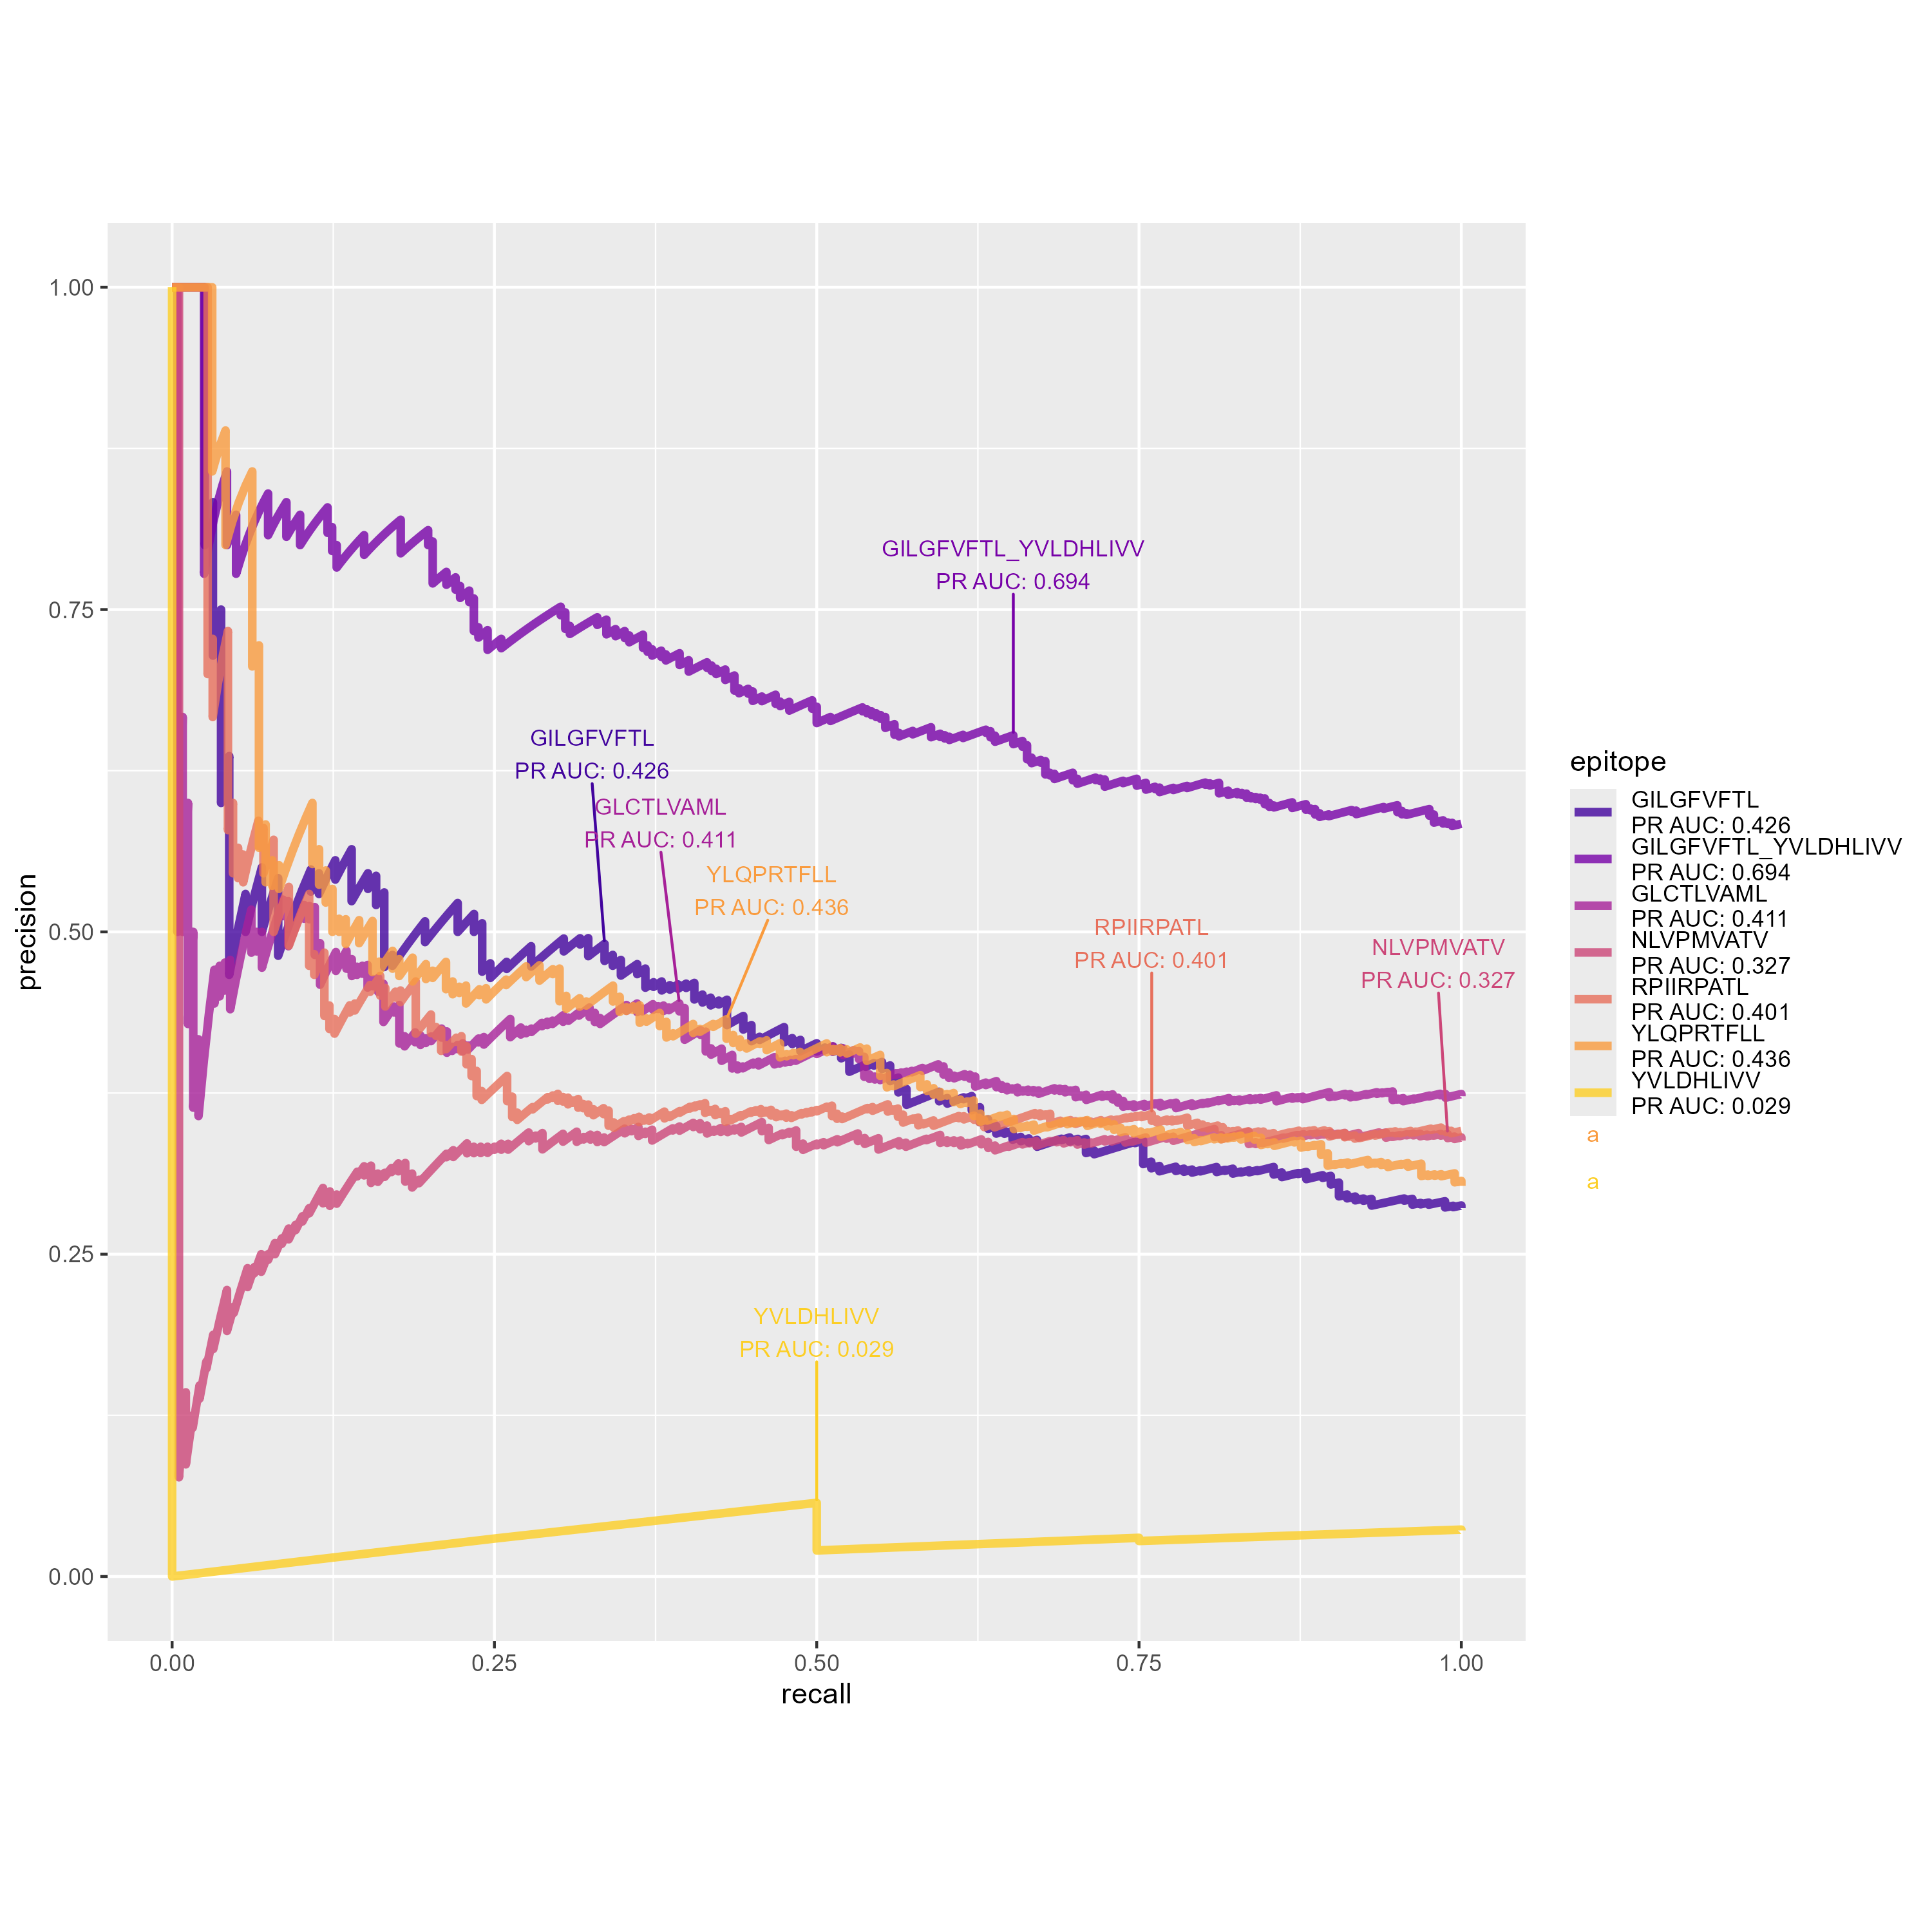 1.00
0.75
0.50
0.25
0.00
precision
GILGFVFTL_YVLDHLIVV
PR AUC: 0.694
GILGFVFTL
PR AUC: 0.426
GLCTLVAML
PR AUC: 0.411
YLQPRTFLL
PR AUC: 0.436
RPIIRPATL
PR AUC: 0.401
NLVPMVATV
PR AUC: 0.327
YVLDHLIVV
PR AUC: 0.029
0.00
0.25
0.50
0.75
1.00
recall
epitope
GILGFVFTL
PR AUC: 0.426
GILGFVFTL_YVLDHLIVV
PR AUC: 0.694
GLCTLVAML
PR AUC: 0.411
NLVPMVATV
PR AUC: 0.327
RPIIRPATL
PR AUC: 0.401
YLQPRTFLL
PR AUC: 0.436
YVLDHLIVV
PR AUC: 0.029
a
a